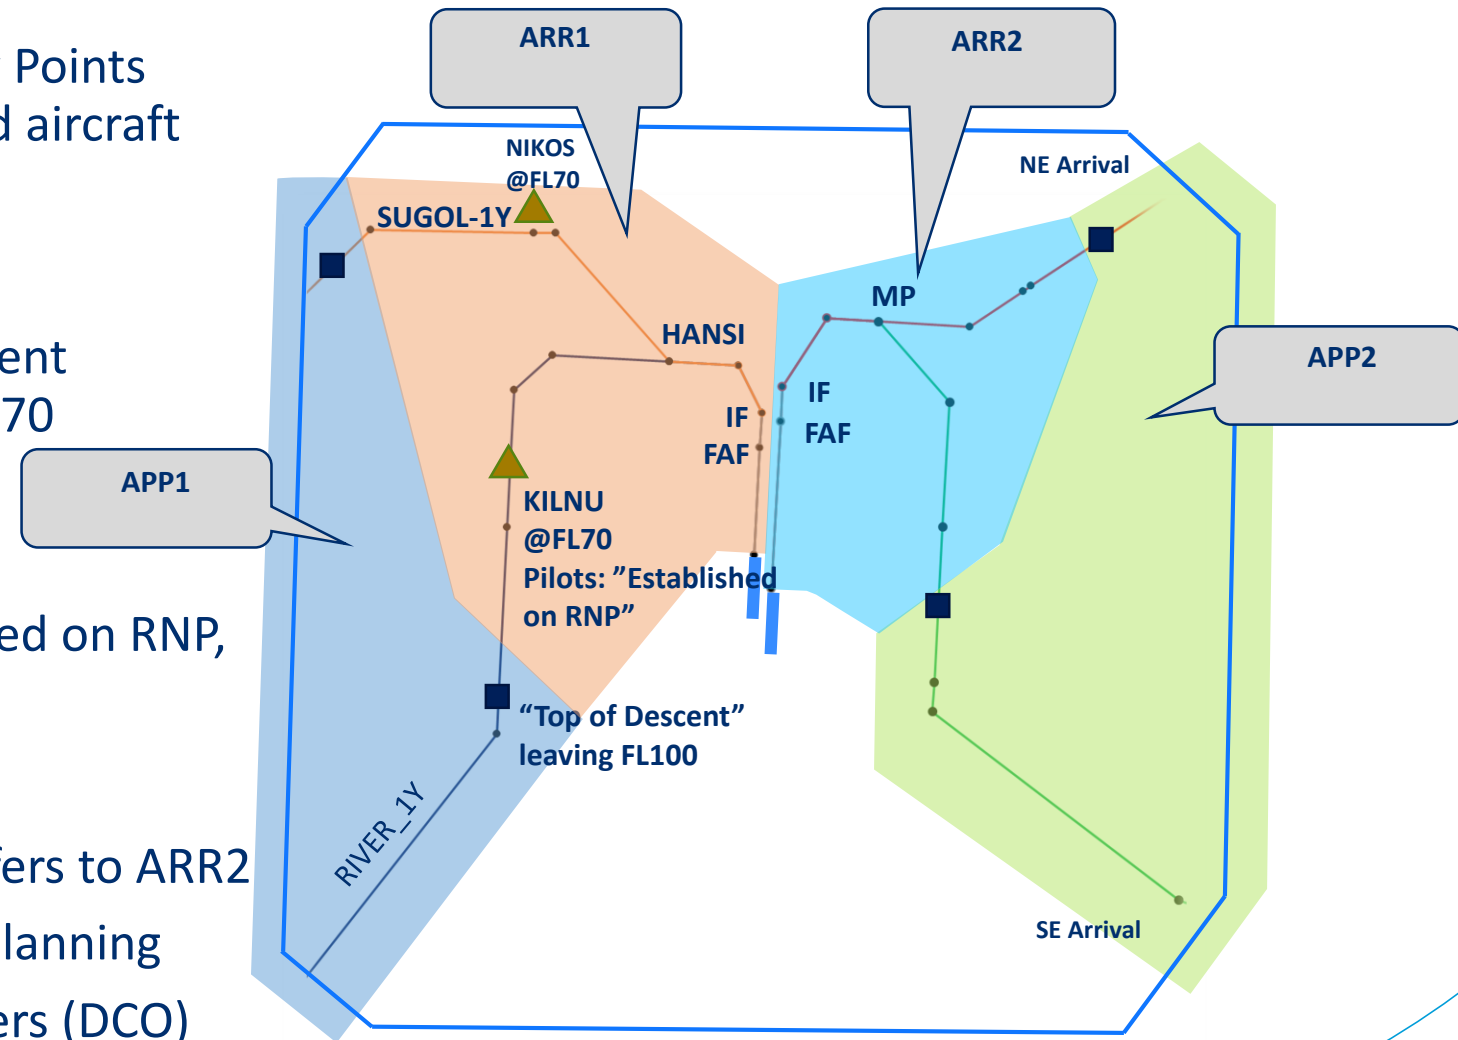 Points
d aircraft
ent
70
ed on RNP,
fers to ARR2
lanning
ers (DCO)
ARR1
ARR2
NIKOS
@FL70
NE Arrival
SUGOL-1Y
MP
HANSI
APP2
IF
FAF
IF
FAF
APP1
KILNU
@FL70
Pilots: ”Established
on RNP”
“Top of Descent”
leaving FL100
RIVER_1Y
SE Arrival